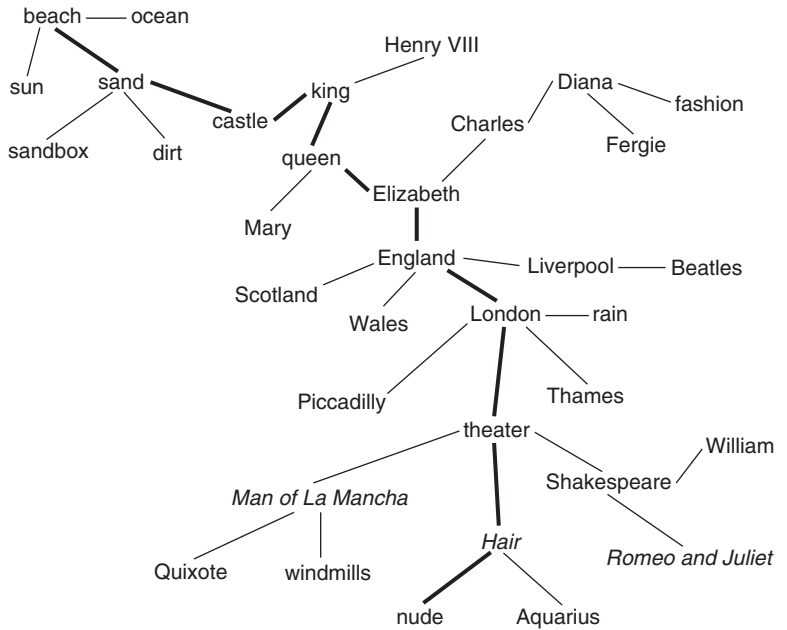 beach
ocean
Henry VIII
sun
sand
king
Diana
fashion
castle
Charles
sandbox
dirt
queen
Fergie
Elizabeth
Mary
England
Liverpool
Beatles
Scotland
Wales
London
rain
Piccadilly
Thames
theater
William
Shakespeare
Man of La Mancha
Hair
Romeo and Juliet
Quixote
windmills
nude
Aquarius